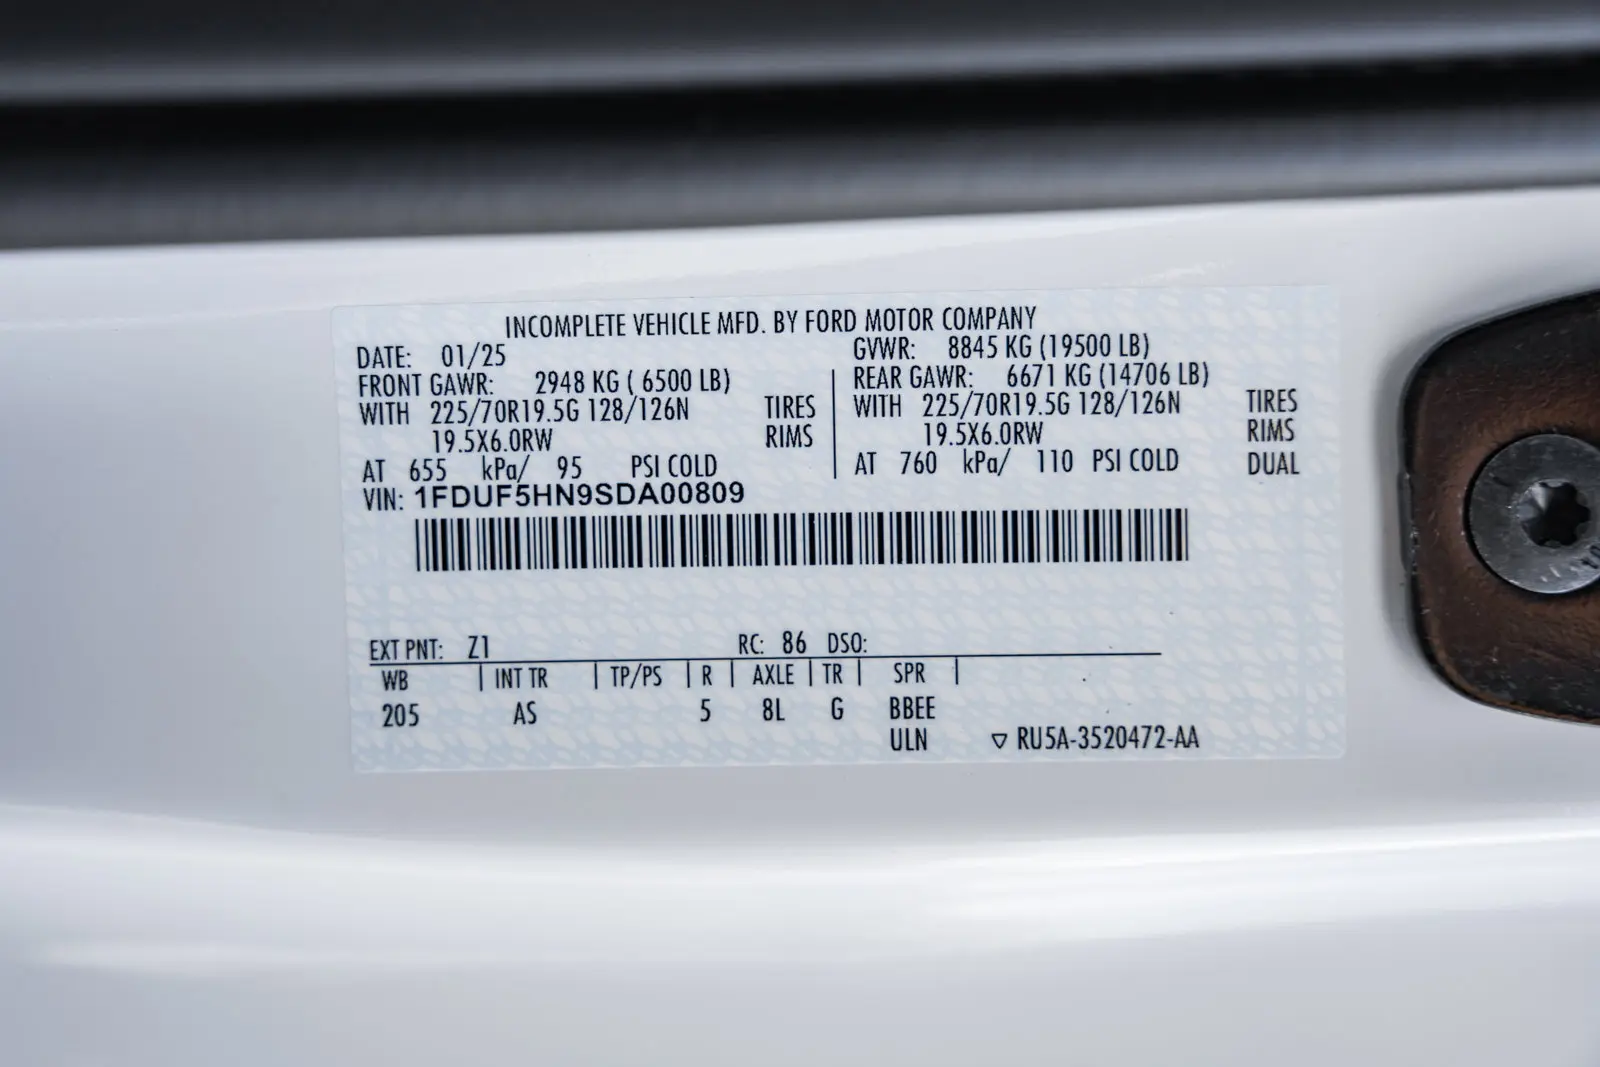 INCOMPLETE VEHICLE MFD. BY FORD MOTOR COMPANY
DATE: 01/25 GVWR: 8845 KG (19500 LB)
FRONT GAWR: 2948 KG ( 6500 LB) REAR GAWR: 6671 KG (14706 LB)
WITH 225/70R19.5G 128/126N TIRES WITH 225/70R19.5G 128/126N TIRES
19.5X6.0RW RIMS 19.5X6.0RW RIMS
AT 655 kPa/ 95 PSI COLD AT 760 kPa/ 110 PSI COLD DUAL
VIN: 1FDUF5HN9SDA00809
EXT PNT: Z1 RC: 86 DSO:
WB | INT TR | TP/PS | R | AXLE | TR | SPR |
205 AS 5 8L G BBEE
ULN ▽ RU5A-3520472-AA